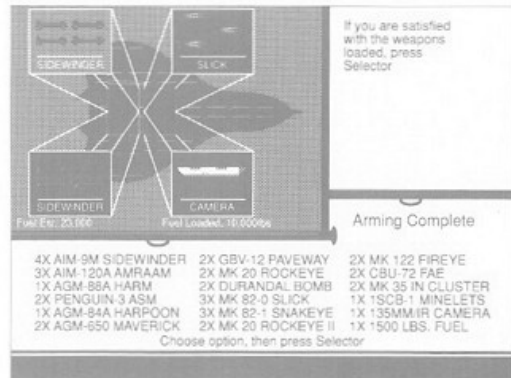 If you are satisfied
with the weapons
loaded, press
Selector
SIDEWINGER
SLICK
SIDEWINDER
CAMERA
Fuel Est: 23,000
Fuel Loaded, 10,000lbs
Arming Complete
4X AIM-9M SIDEWINDER
3X AIM-120A AMRAAM
1X AGM-88A HARM
2X PENGUIN-3 ASM
1X AGM-84A HARPOON
2X AGM-650 MAVERICK
2X GBV-12 PAVEWAY
2X MK 20 ROCKEYE
2X DURANDAL BOMB
3X MK 82-0 SLICK
3X MK 82-1 SNAKEYE
2X MK 20 ROCKEYE II
2X MK 122 FIREYE
2X CBU-72 FAE
2X MK 35 IN CLUSTER
1X 1SCB-1 MINELETS
1X 135MM/IR CAMERA
1X 1500 LBS. FUEL
Choose option, then press Selector